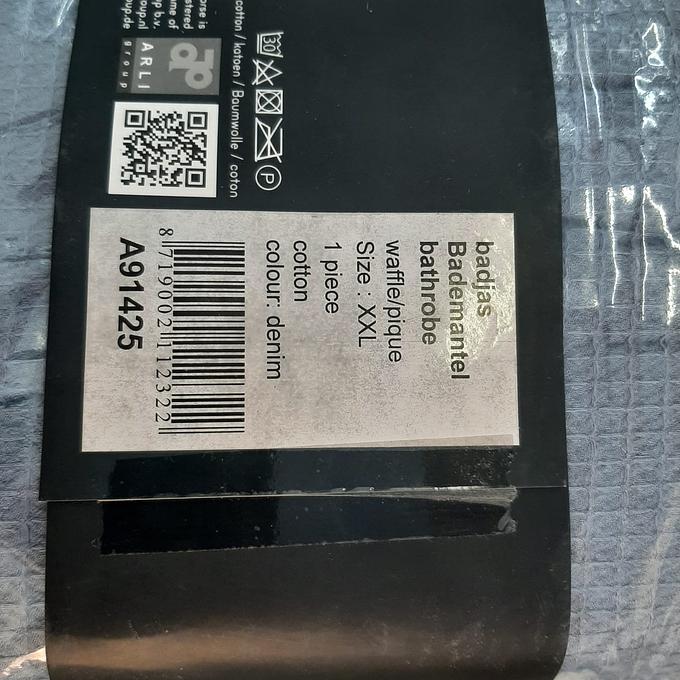 badjas
Bademantel
bathrobe
waffle/pique
Size : XXL
1 piece
cotton
colour: denim
8 719002 112322
A91425
30
P
cotton / katoen / Baumwolle / coton
ARLI
group